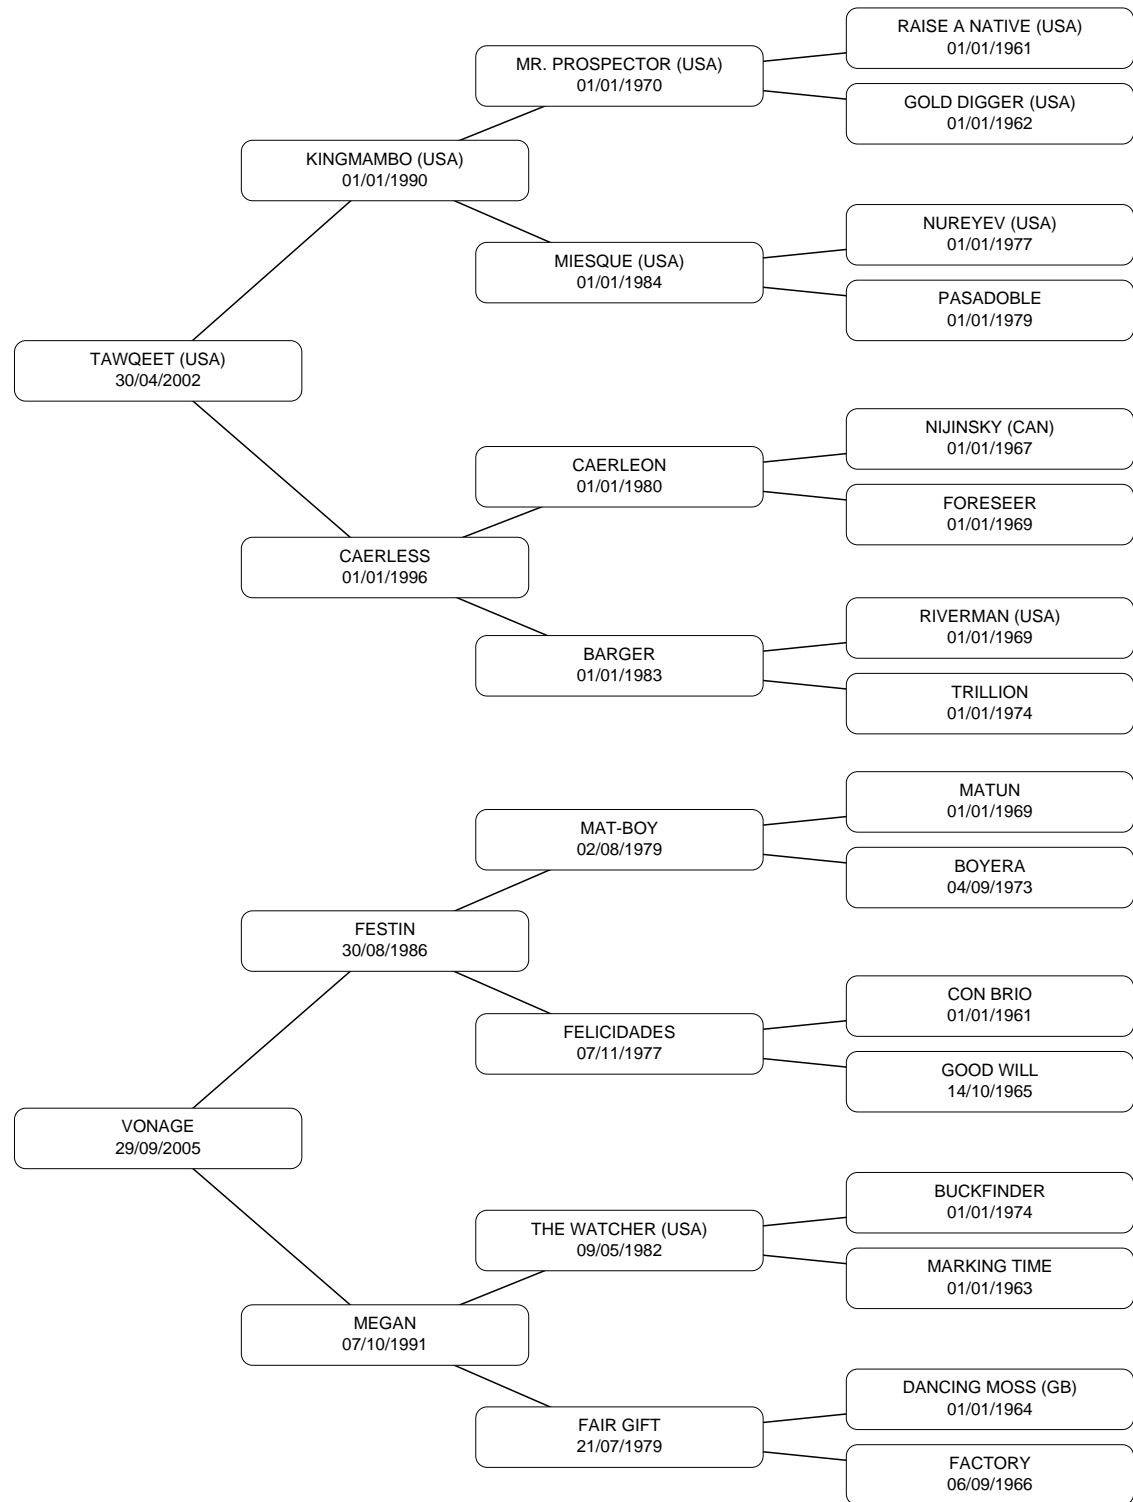 RAISE A NATIVE (USA)
01/01/1961
MR. PROSPECTOR (USA)
01/01/1970
GOLD DIGGER (USA)
01/01/1962
KINGMAMBO (USA)
01/01/1990
NUREYEV (USA)
01/01/1977
MIESQUE (USA)
01/01/1984
PASADOBLE
01/01/1979
TAWQEET (USA)
30/04/2002
NIJINSKY (CAN)
01/01/1967
CAERLEON
01/01/1980
FORESEER
01/01/1969
CAERLESS
01/01/1996
RIVERMAN (USA)
01/01/1969
BARGER
01/01/1983
TRILLION
01/01/1974
MATUN
01/01/1969
MAT-BOY
02/08/1979
BOYERA
04/09/1973
FESTIN
30/08/1986
CON BRIO
01/01/1961
FELICIDADES
07/11/1977
GOOD WILL
14/10/1965
VONAGE
29/09/2005
BUCKFINDER
01/01/1974
THE WATCHER (USA)
09/05/1982
MARKING TIME
01/01/1963
MEGAN
07/10/1991
DANCING MOSS (GB)
01/01/1964
FAIR GIFT
21/07/1979
FACTORY
06/09/1966